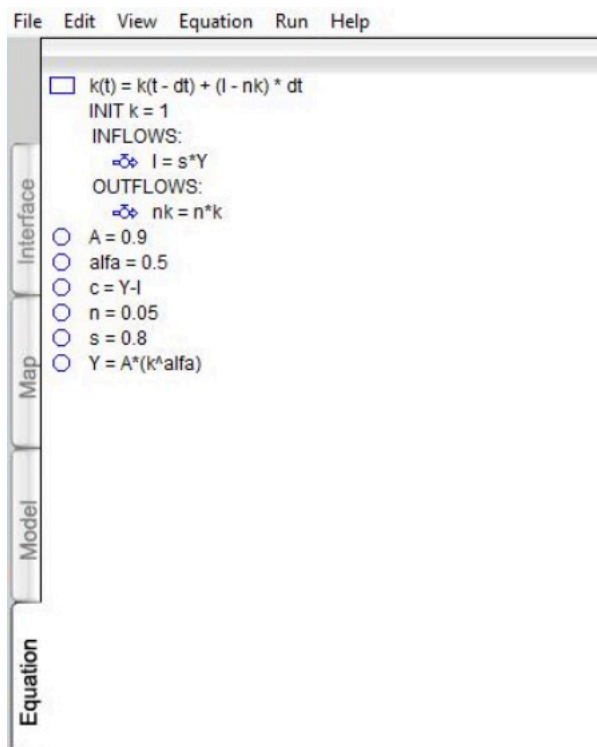 File Edit View Equation Run Help
k(t) = k(t - dt) + (I - nk) * dt
INIT k = 1
INFLOWS:
I = s*Y
OUTFLOWS:
nk = n*k
A = 0.9
alfa = 0.5
c = Y-I
n = 0.05
s = 0.8
Y = A*(k^alfa)
Interface
Map
Model
Equation